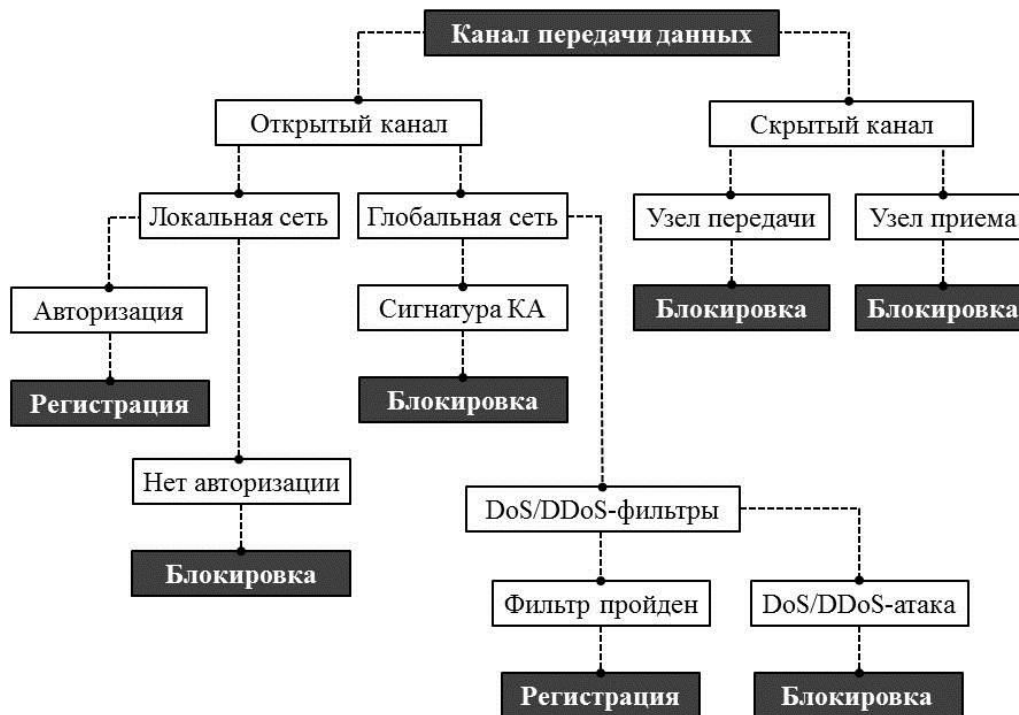 Канал передачи данных
Открытый канал
Скрытый канал
Локальная сеть
Глобальная сеть
Узел передачи
Узел приема
Авторизация
Сигнатура КА
Блокировка
Блокировка
Регистрация
Блокировка
Нет авторизации
DoS/DDoS-фильтры
Блокировка
Фильтр пройден
DoS/DDoS-атака
Регистрация
Блокировка